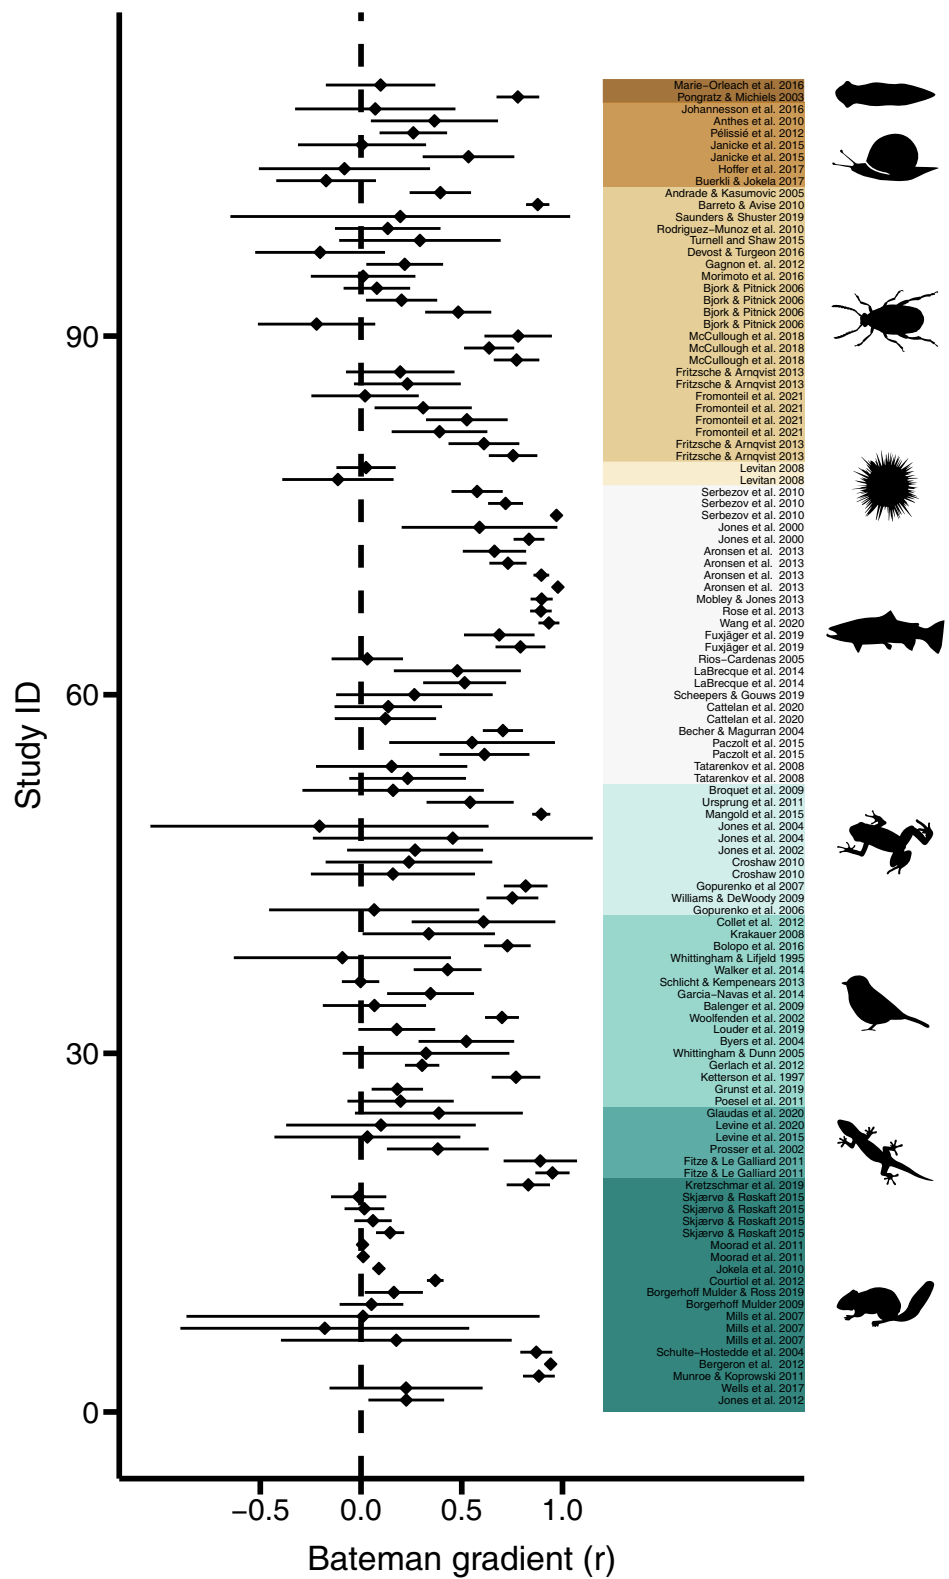 Marie−Orleach et al. 2016
Pongratz & Michiels 2003
Johannesson et al. 2016
Anthes et al. 2010
Pélissié et al. 2012
Janicke et al. 2015
Janicke et al. 2015
Hoffer et al. 2017
Buerkli & Jokela 2017
Andrade & Kasumovic 2005
Barreto & Avise 2010
Saunders & Shuster 2019
Rodriguez−Munoz et al. 2010
Turnell and Shaw 2015
Devost & Turgeon 2016
Gagnon et. al. 2012
Morimoto et al. 2016
Bjork & Pitnick 2006
Bjork & Pitnick 2006
Bjork & Pitnick 2006
Bjork & Pitnick 2006
90
McCullough et al. 2018
McCullough et al. 2018
McCullough et al. 2018
Fritzsche & Arnqvist 2013
Fritzsche & Arnqvist 2013
Fromonteil et al. 2021
Fromonteil et al. 2021
Fromonteil et al. 2021
Fromonteil et al. 2021
Fritzsche & Arnqvist 2013
Fritzsche & Arnqvist 2013
Levitan 2008
Levitan 2008
Serbezov et al. 2010
Serbezov et al. 2010
Serbezov et al. 2010
Jones et al. 2000
Jones et al. 2000
Aronsen et al. 2013
Aronsen et al. 2013
Aronsen et al. 2013
Aronsen et al. 2013
Mobley & Jones 2013
Rose et al. 2013
Wang et al. 2020
Fuxjäger et al. 2019
Fuxjäger et al. 2019
Rios−Cardenas 2005
LaBrecque et al. 2014
LaBrecque et al. 2014
60
Scheepers & Gouws 2019
Cattelan et al. 2020
Cattelan et al. 2020
Becher & Magurran 2004
Paczolt et al. 2015
Paczolt et al. 2015
Tatarenkov et al. 2008
Tatarenkov et al. 2008
Broquet et al. 2009
Ursprung et al. 2011
Mangold et al. 2015
Jones et al. 2004
Jones et al. 2004
Jones et al. 2002
Croshaw 2010
Croshaw 2010
Gopurenko et al 2007
Williams & DeWoody 2009
Gopurenko et al. 2006
Collet et al. 2012
Krakauer 2008
Bolopo et al. 2016
Whittingham & Lifjeld 1995
Walker et al. 2014
Schlicht & Kempenears 2013
Garcia−Navas et al. 2014
Balenger et al. 2009
Woolfenden et al. 2002
Louder et al. 2019
Byers et al. 2004
30
Whittingham & Dunn 2005
Gerlach et al. 2012
Ketterson et al. 1997
Grunst et al. 2019
Poesel et al. 2011
Glaudas et al. 2020
Levine et al. 2020
Levine et al. 2015
Prosser et al. 2002
Fitze & Le Galliard 2011
Fitze & Le Galliard 2011
Kretzschmar et al. 2019
Skjærvø & Røskaft 2015
Skjærvø & Røskaft 2015
Skjærvø & Røskaft 2015
Skjærvø & Røskaft 2015
Moorad et al. 2011
Moorad et al. 2011
Jokela et al. 2010
Courtiol et al. 2012
Borgerhoff Mulder & Ross 2019
Borgerhoff Mulder 2009
Mills et al. 2007
Mills et al. 2007
Mills et al. 2007
Schulte−Hostedde et al. 2004
Bergeron et al. 2012
Munroe & Koprowski 2011
Wells et al. 2017
Jones et al. 2012
0
Study ID
−0.5 0.0 0.5 1.0
Bateman gradient (r)